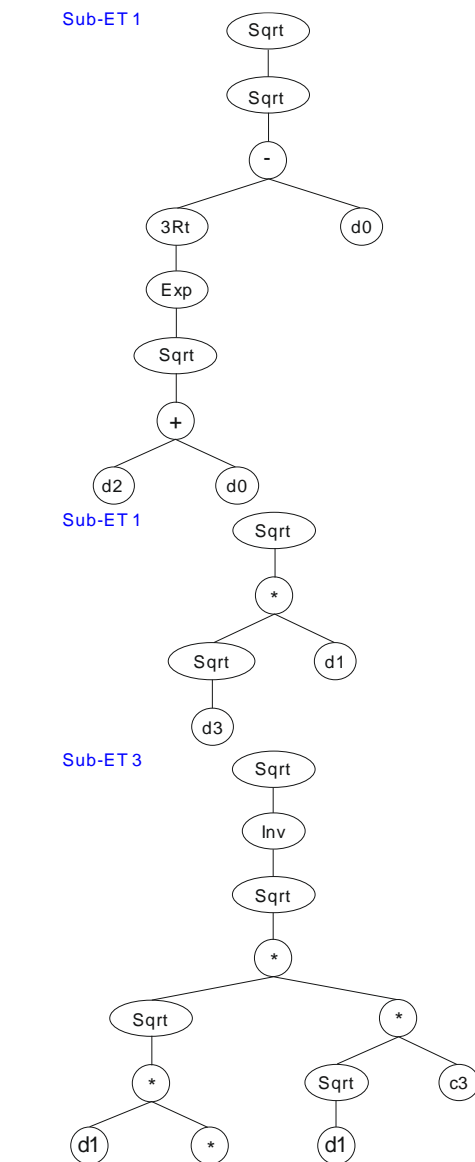 Sub-ET 1
Sqrt
Sqrt
-
3Rt d0
Exp
Sqrt
+
d2 d0
Sub-ET 1
Sqrt
*
Sqrt d1
d3
Sub-ET 3
Sqrt
Inv
Sqrt
*
Sqrt *
* Sqrt c3
d1 * d1